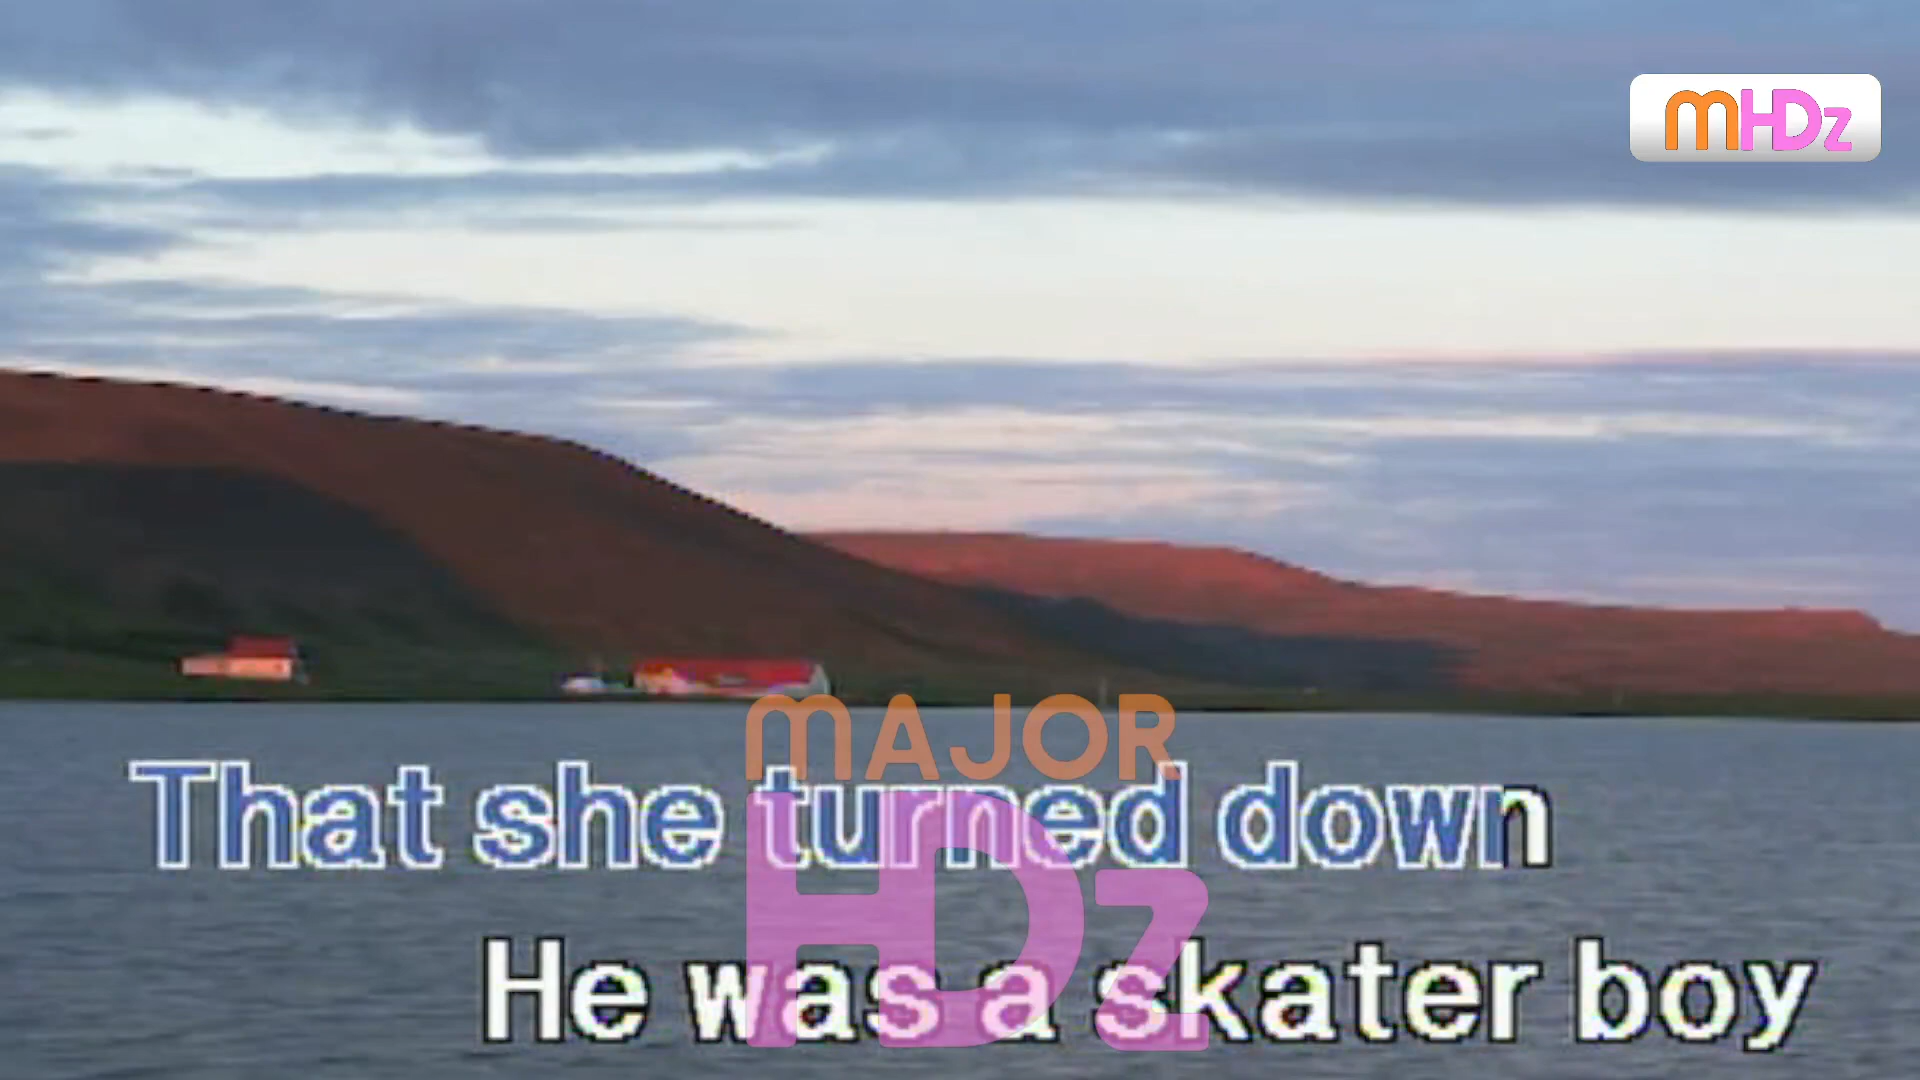 mHDz
MAJOR
HDz
That she turned down
He was a skater boy